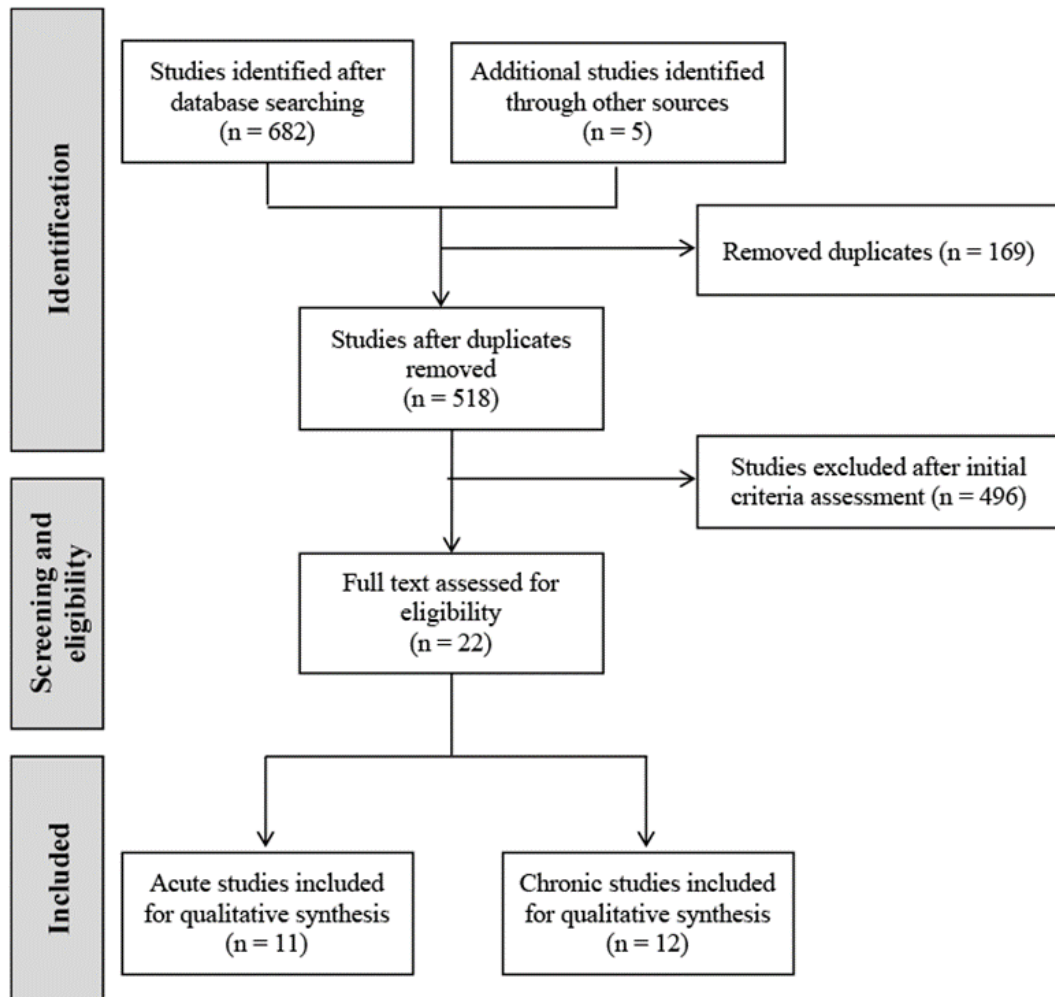 Identification
Studies identified after
database searching
(n = 682)
Additional studies identified
through other sources
(n = 5)
Removed duplicates (n = 169)
Studies after duplicates
removed
(n = 518)
Studies excluded after initial
criteria assessment (n = 496)
Screening and
eligibility
Full text assessed for
eligibility
(n = 22)
Included
Acute studies included
for qualitative synthesis
(n = 11)
Chronic studies included
for qualitative synthesis
(n = 12)